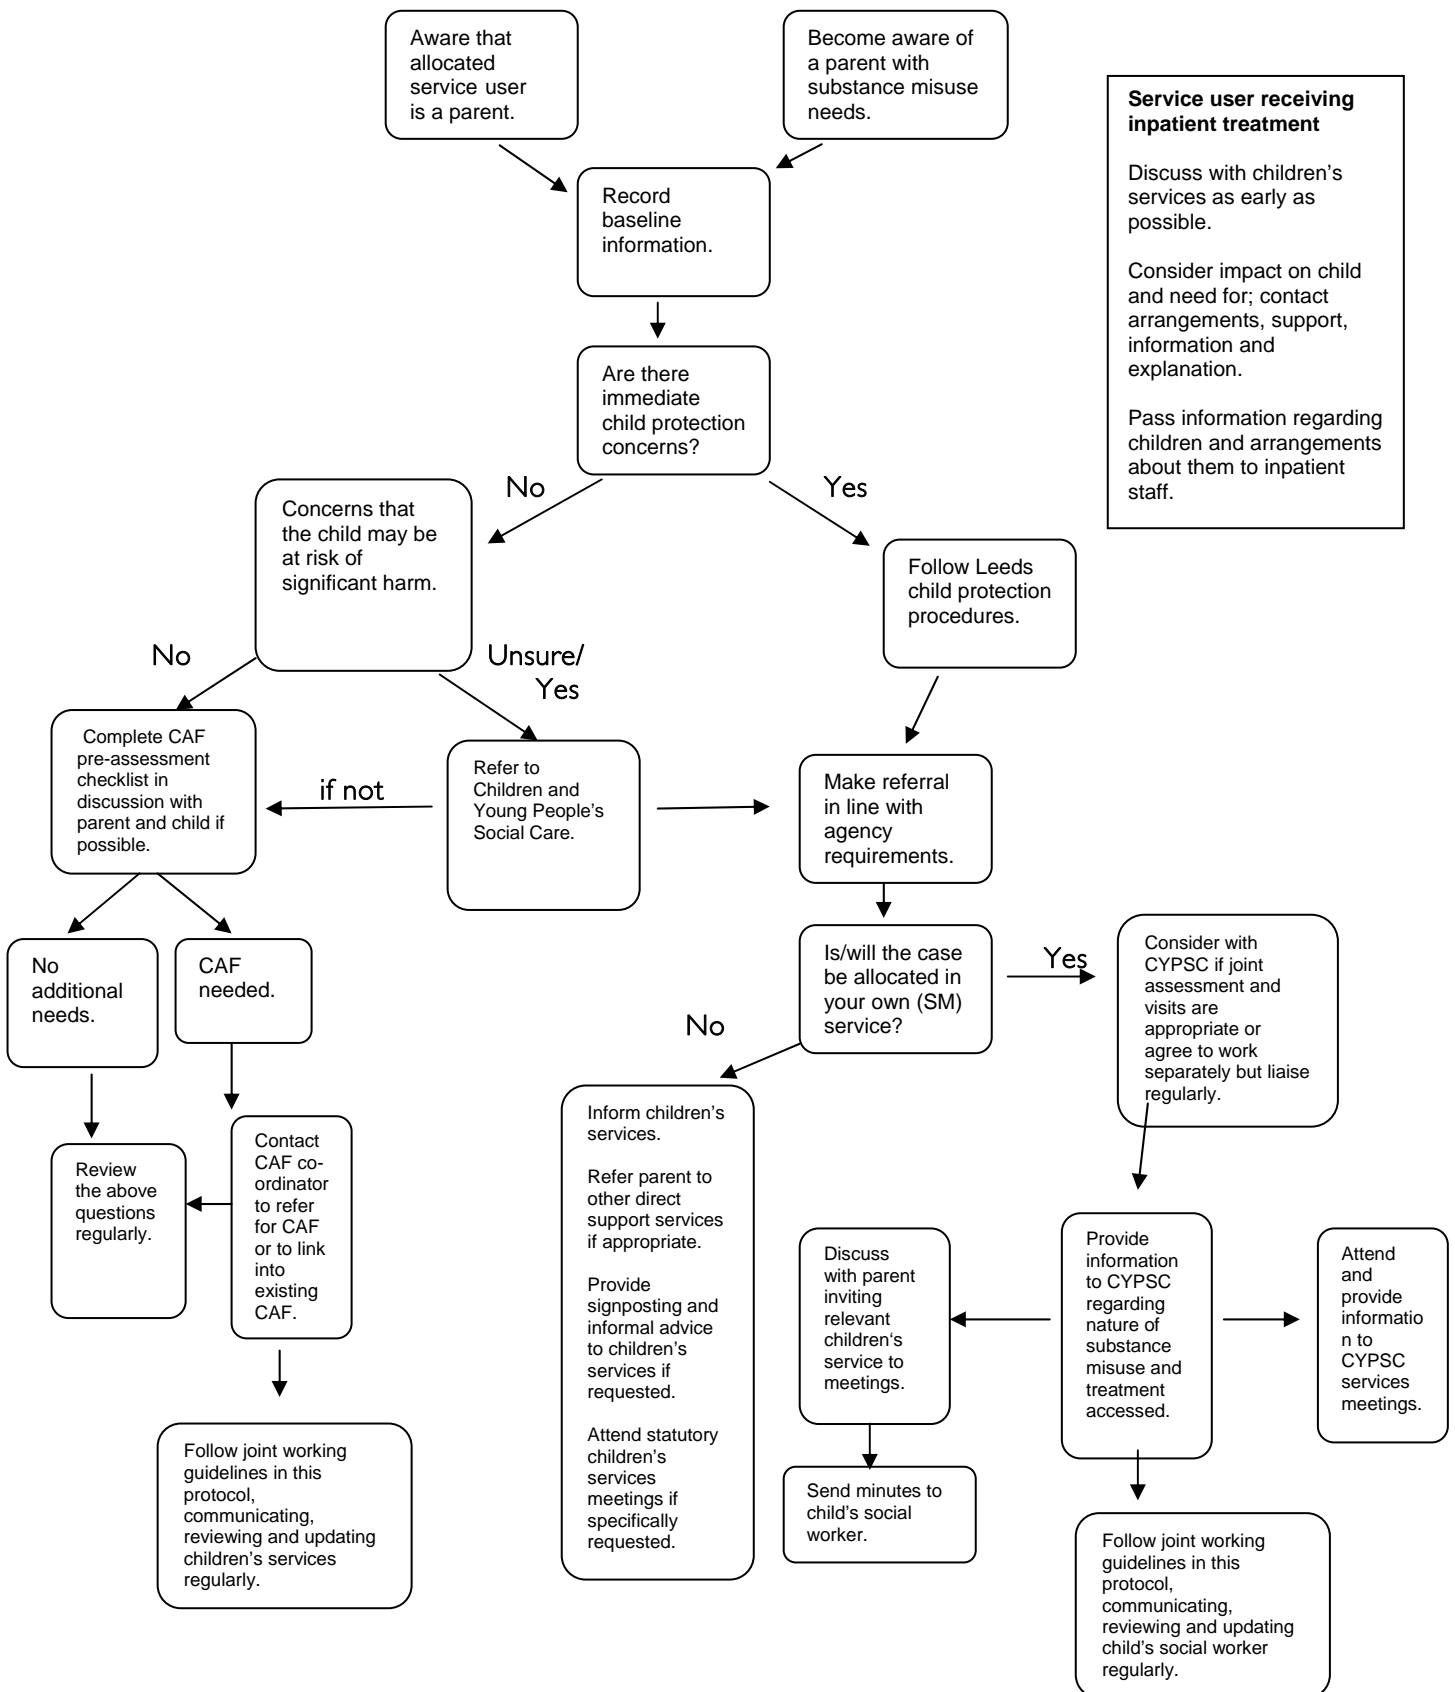 Aware that
allocated
service user
is a parent.
Become aware of
a parent with
substance misuse
needs.
Service user receiving
inpatient treatment
Discuss with children's
services as early as
possible.
Consider impact on child
and need for; contact
arrangements, support,
information and
explanation.
Pass information regarding
children and arrangements
about them to inpatient
staff.
Record
baseline
information.
Are there
immediate
child protection
concerns?
No
Yes
Concerns that
the child may be
at risk of
significant harm.
Follow Leeds
child protection
procedures.
No
Unsure/
Yes
Complete CAF
pre-assessment
checklist in
discussion with
parent and child if
possible.
if not
Refer to
Children and
Young People's
Social Care.
Make referral
in line with
agency
requirements.
No
additional
needs.
CAF
needed.
Is/will the case
be allocated in
your own (SM)
service?
Yes
No
Consider with
CYPSC if joint
assessment and
visits are
appropriate or
agree to work
separately but liaise
regularly.
Review
the above
questions
regularly.
Contact
CAF co-
ordinator
to refer
for CAF
or to link
into
existing
CAF.
Inform children's
services.
Refer parent to
other direct
support services
if appropriate.
Provide
signposting and
informal advice
to children's
services if
requested.
Attend statutory
children's
services
meetings if
specifically
requested.
Discuss
with parent
inviting
relevant
children's
service to
meetings.
Provide
information
to CYPSC
regarding
nature of
substance
misuse and
treatment
accessed.
Attend
and
provide
informatio
n to
CYPSC
services
meetings.
Send minutes to
child's social
worker.
Follow joint working
guidelines in this
protocol,
communicating,
reviewing and updating
children's services
regularly.
Follow joint working
guidelines in this
protocol,
communicating,
reviewing and updating
child's social worker
regularly.